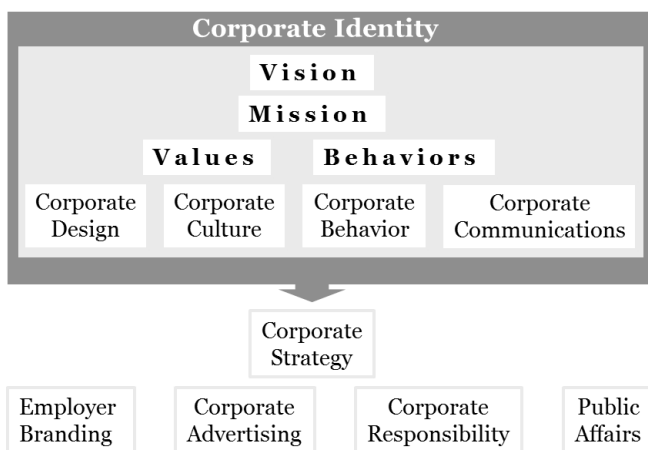 Corporate Identity
Vision
Mission
Values Behaviors
Corporate Design
Corporate Culture
Corporate Behavior
Corporate Communications
Corporate
Strategy
Employer
Branding
Corporate
Advertising
Corporate
Responsibility
Public
Affairs